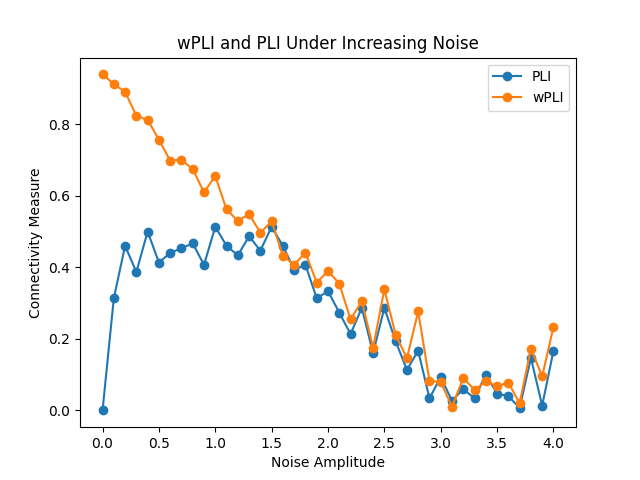 wPLI and PLI Under Increasing Noise
PLI
wPLI
Connectivity Measure
0.8
0.6
0.4
0.2
0.0
0.0 0.5 1.0 1.5 2.0 2.5 3.0 3.5 4.0
Noise Amplitude